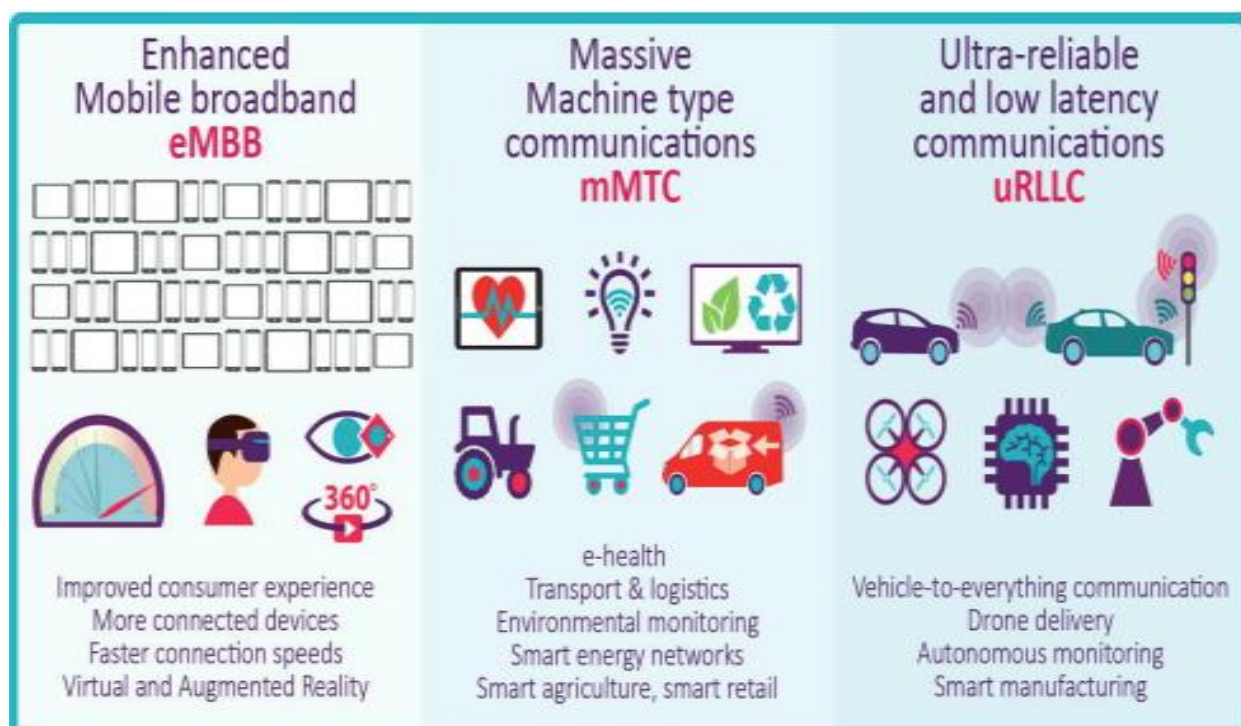 Enhanced
Mobile broadband
eMBB
360°
Improved consumer experience
More connected devices
Faster connection speeds
Virtual and Augmented Reality
Massive
Machine type
communications
mMTC
e-health
Transport & logistics
Environmental monitoring
Smart energy networks
Smart agriculture, smart retail
Ultra-reliable
and low latency
communications
uRLLC
Vehicle-to-everything communication
Drone delivery
Autonomous monitoring
Smart manufacturing